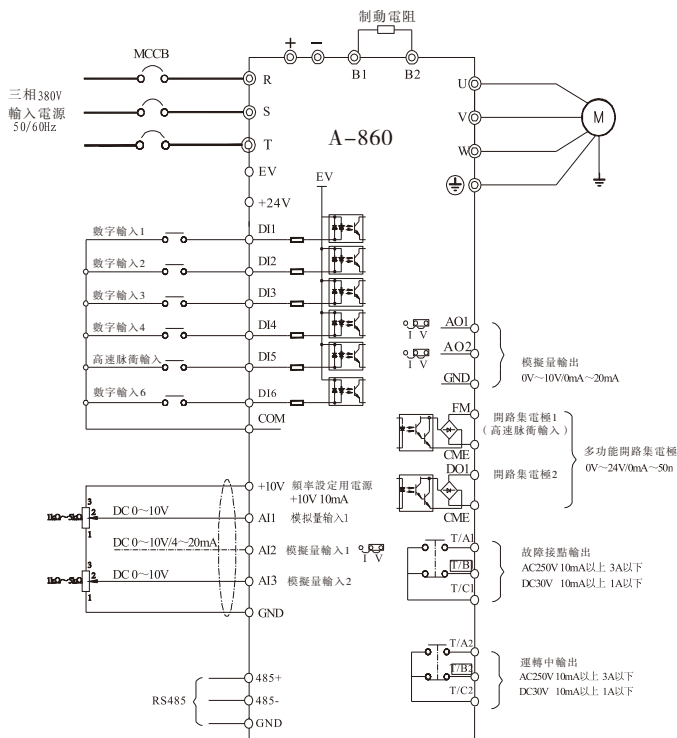 制動電阻
+
−
B1
B2
MCCB
三相380V
輸入電源
50/60Hz
R
S
T
A-860
U
V
W
M
EV
+24V
EV
數字輸入1
DI1
數字輸入2
DI2
數字輸入3
DI3
數字輸入4
DI4
高速脉衝輸入
DI5
數字輸入6
DI6
COM
I V
AO1
I V
AO2
GND
模擬量輸出
0V～10V/0mA～20mA
FM
CME
開路集電極1
（高速脉衝輸入）
DO1
CME
開路集電極2
多功能開路集電極
0V～24V/0mA～50n
+10V
頻率設定用電源
+10V 10mA
3
2
1
1kΩ～5kΩ
DC 0～10V
AI1
模拟量輸入1
DC 0～10V/4～20mA
AI2
模擬量輸入1
I V
3
2
1
1kΩ～5kΩ
DC 0～10V
AI3
模擬量輸入2
GND
T/A1
T/B1
T/C1
故障接點輸出
AC250V 10mA以上 3A以下
DC30V 10mA以上 1A以下
T/A2
T/B2
T/C2
運轉中輸出
AC250V 10mA以上 3A以下
DC30V 10mA以上 1A以下
RS485
485+
485-
GND